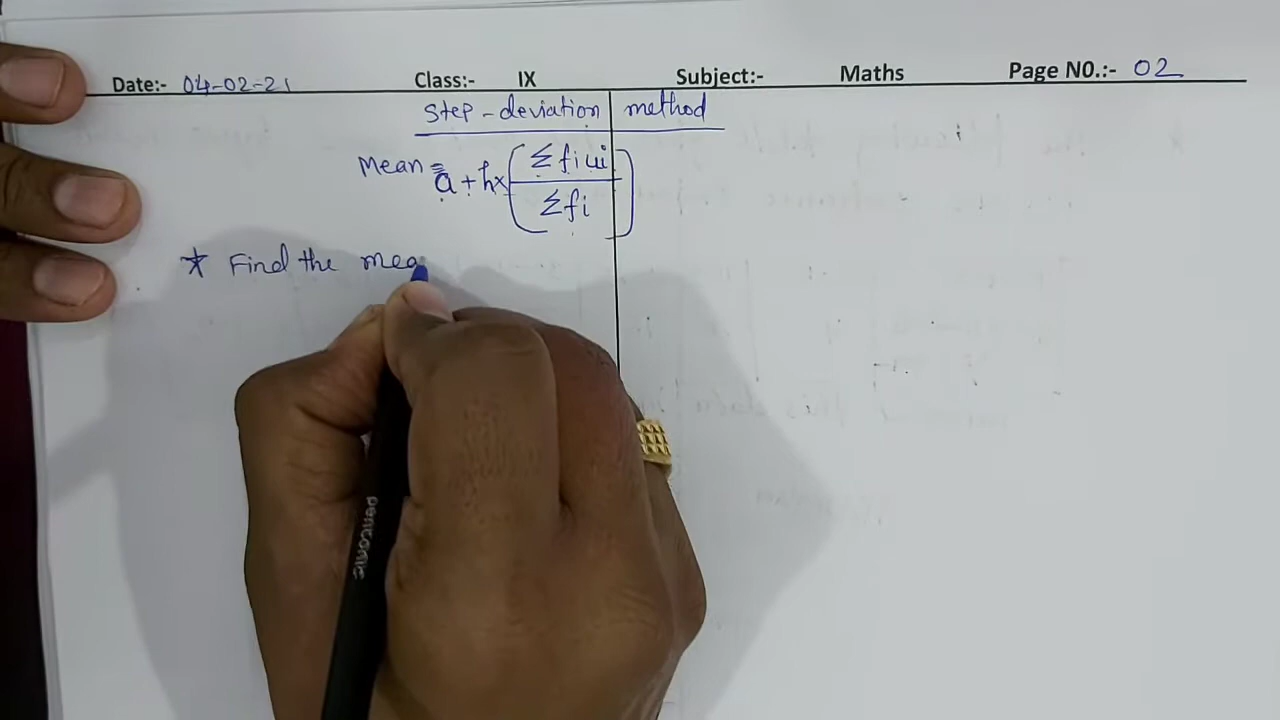 Date:- 04-02-21 Class:- IX Subject:- Maths Page N0.:- 02
Step-deviation method
Mean = a + h×(Σfiui / Σfi)
* Find the mea
pentonic